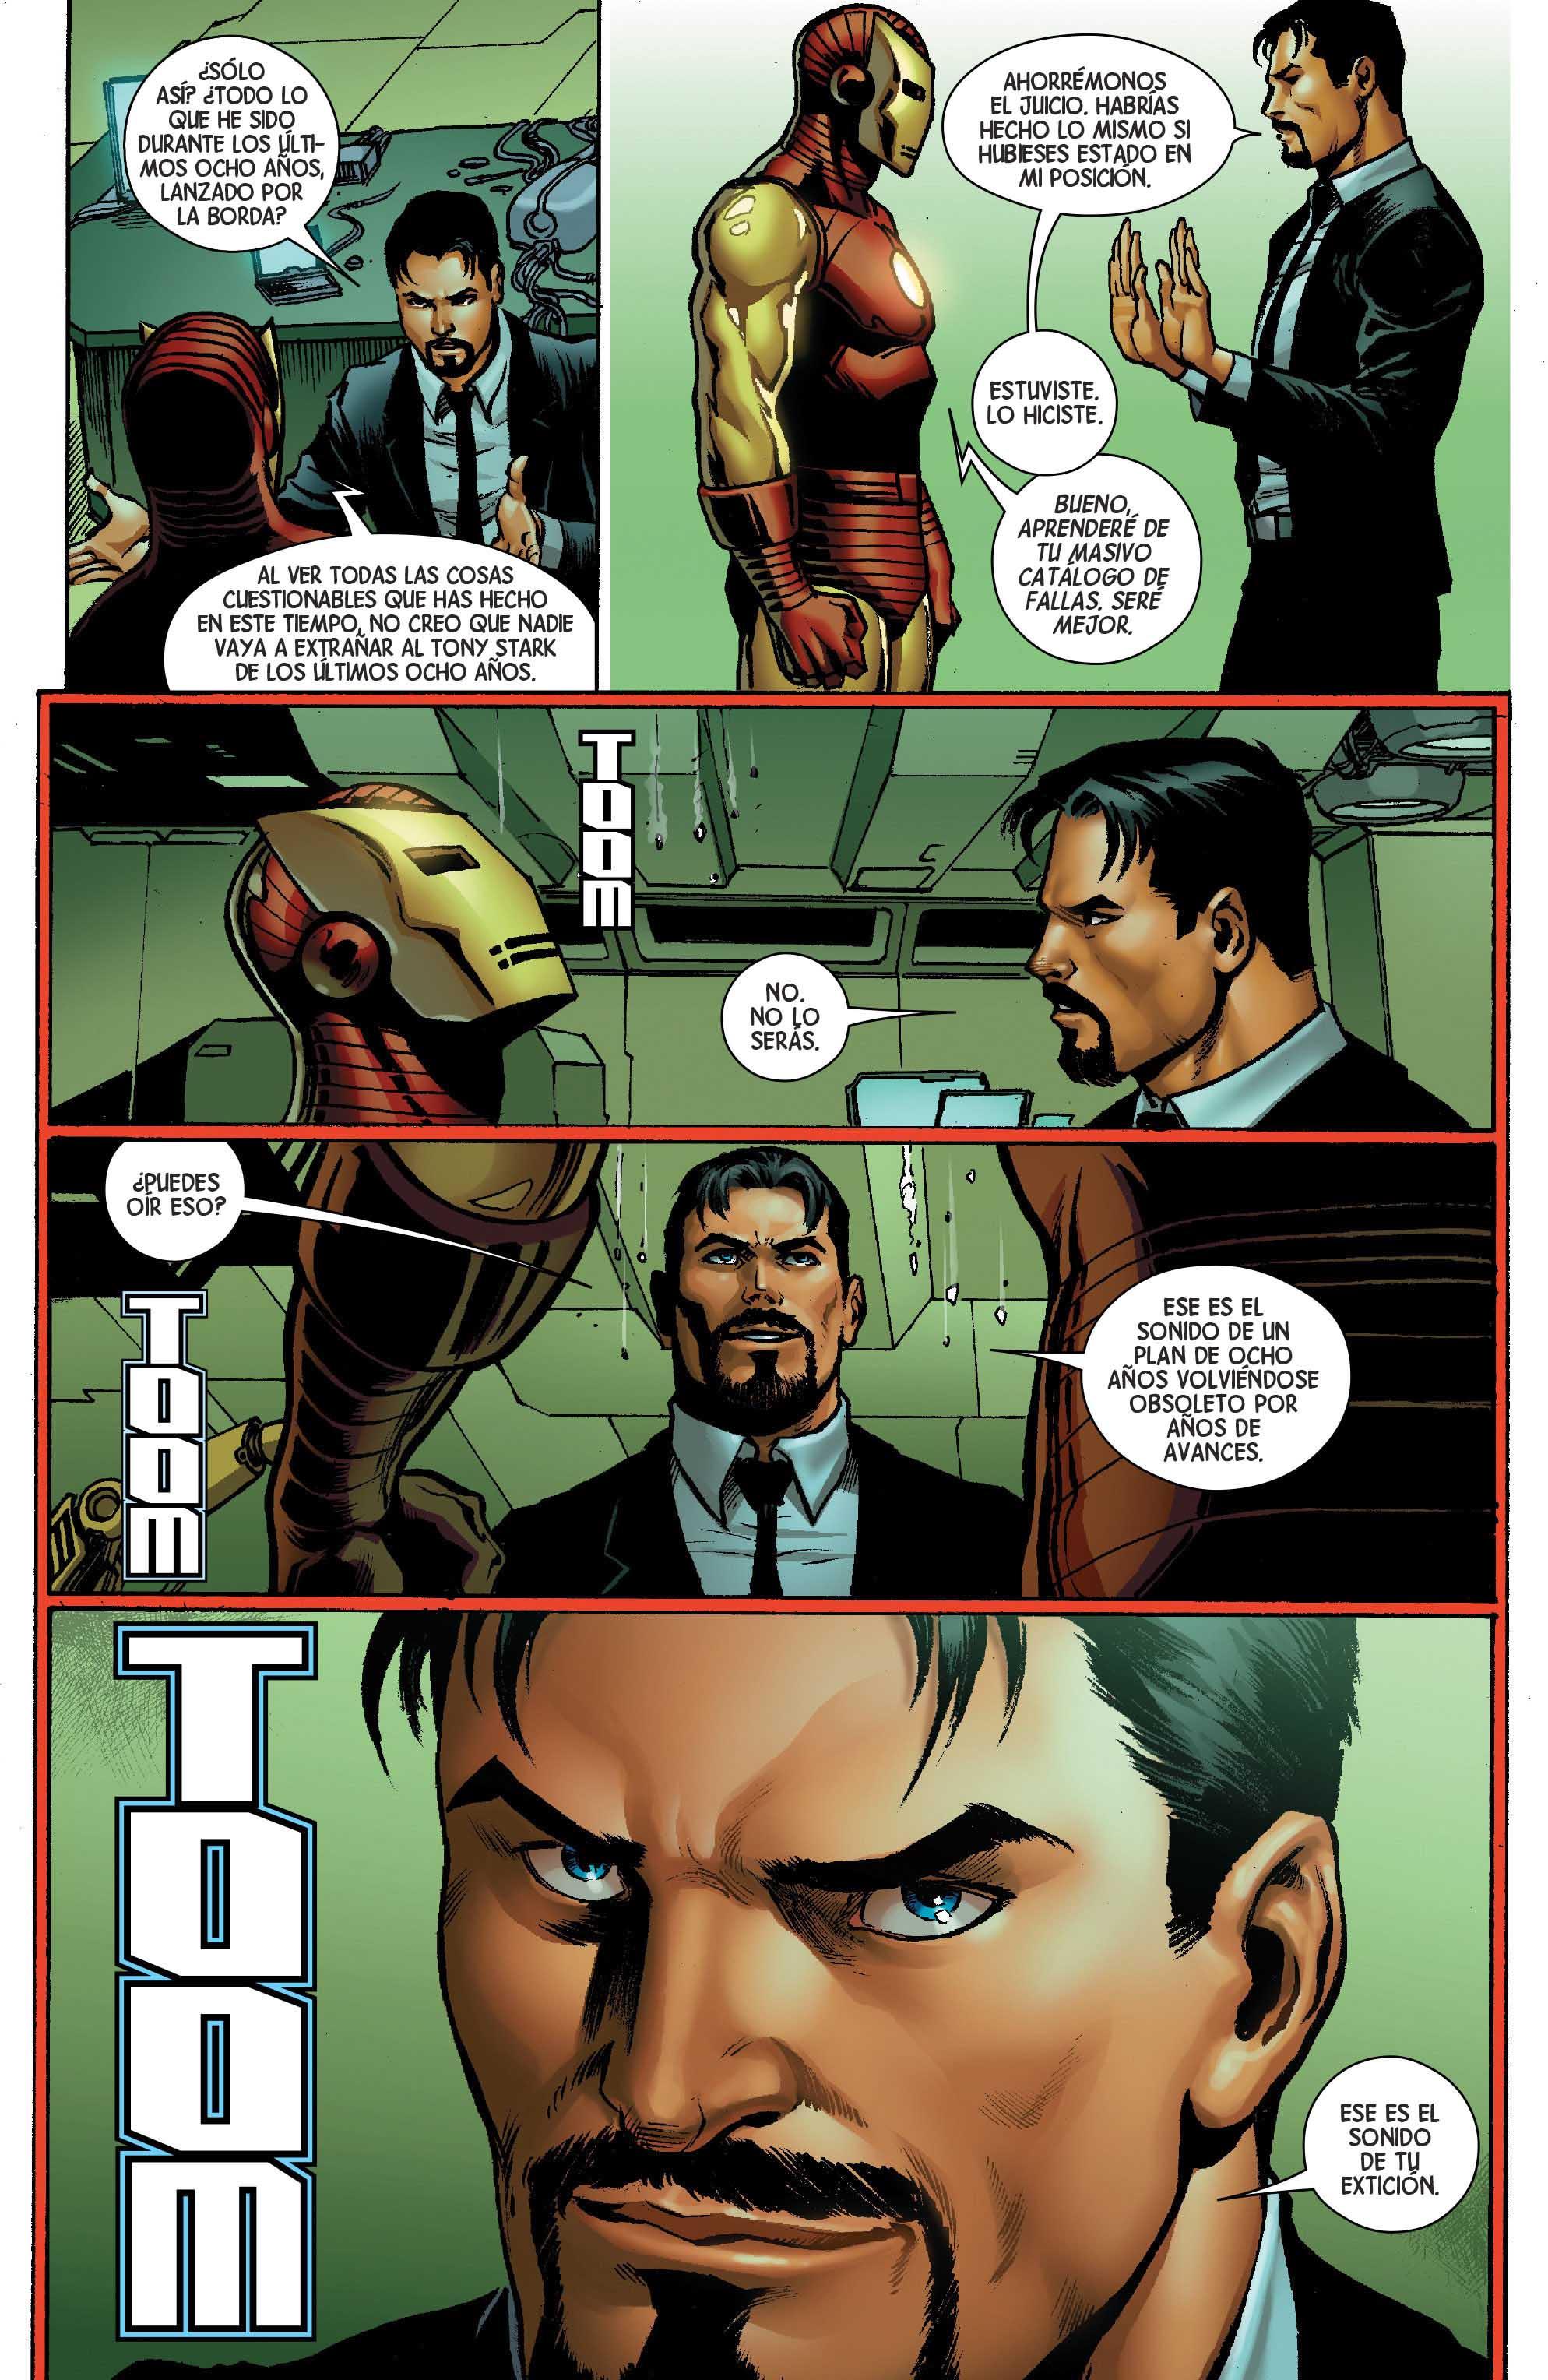 ¿SÓLO
ASÍ? ¿TODO LO
QUE HE SIDO
DURANTE LOS ÚLTI-
MOS OCHO AÑOS,
LANZADO POR
LA BORDA?
AL VER TODAS LAS COSAS
CUESTIONABLES QUE HAS HECHO
EN ESTE TIEMPO, NO CREO QUE NADIE
VAYA A EXTRAÑAR AL TONY STARK
DE LOS ÚLTIMOS OCHO AÑOS.
AHORRÉMONOS
EL JUICIO. HABRÍAS
HECHO LO MISMO SI
HUBIESES ESTADO EN
MI POSICIÓN.
ESTUVISTE.
LO HICISTE.
BUENO,
APRENDERÉ DE
TU MASIVO
CATÁLOGO DE
FALLAS. SERÉ
MEJOR.
TOOM
NO.
NO LO
SERÁS.
¿PUEDES
OÍR ESO?
TOOM
ESE ES EL
SONIDO DE UN
PLAN DE OCHO
AÑOS VOLVIÉNDOSE
OBSOLETO POR
AÑOS DE
AVANCES.
TOOM
ESE ES EL
SONIDO
DE TU
EXTICIÓN.